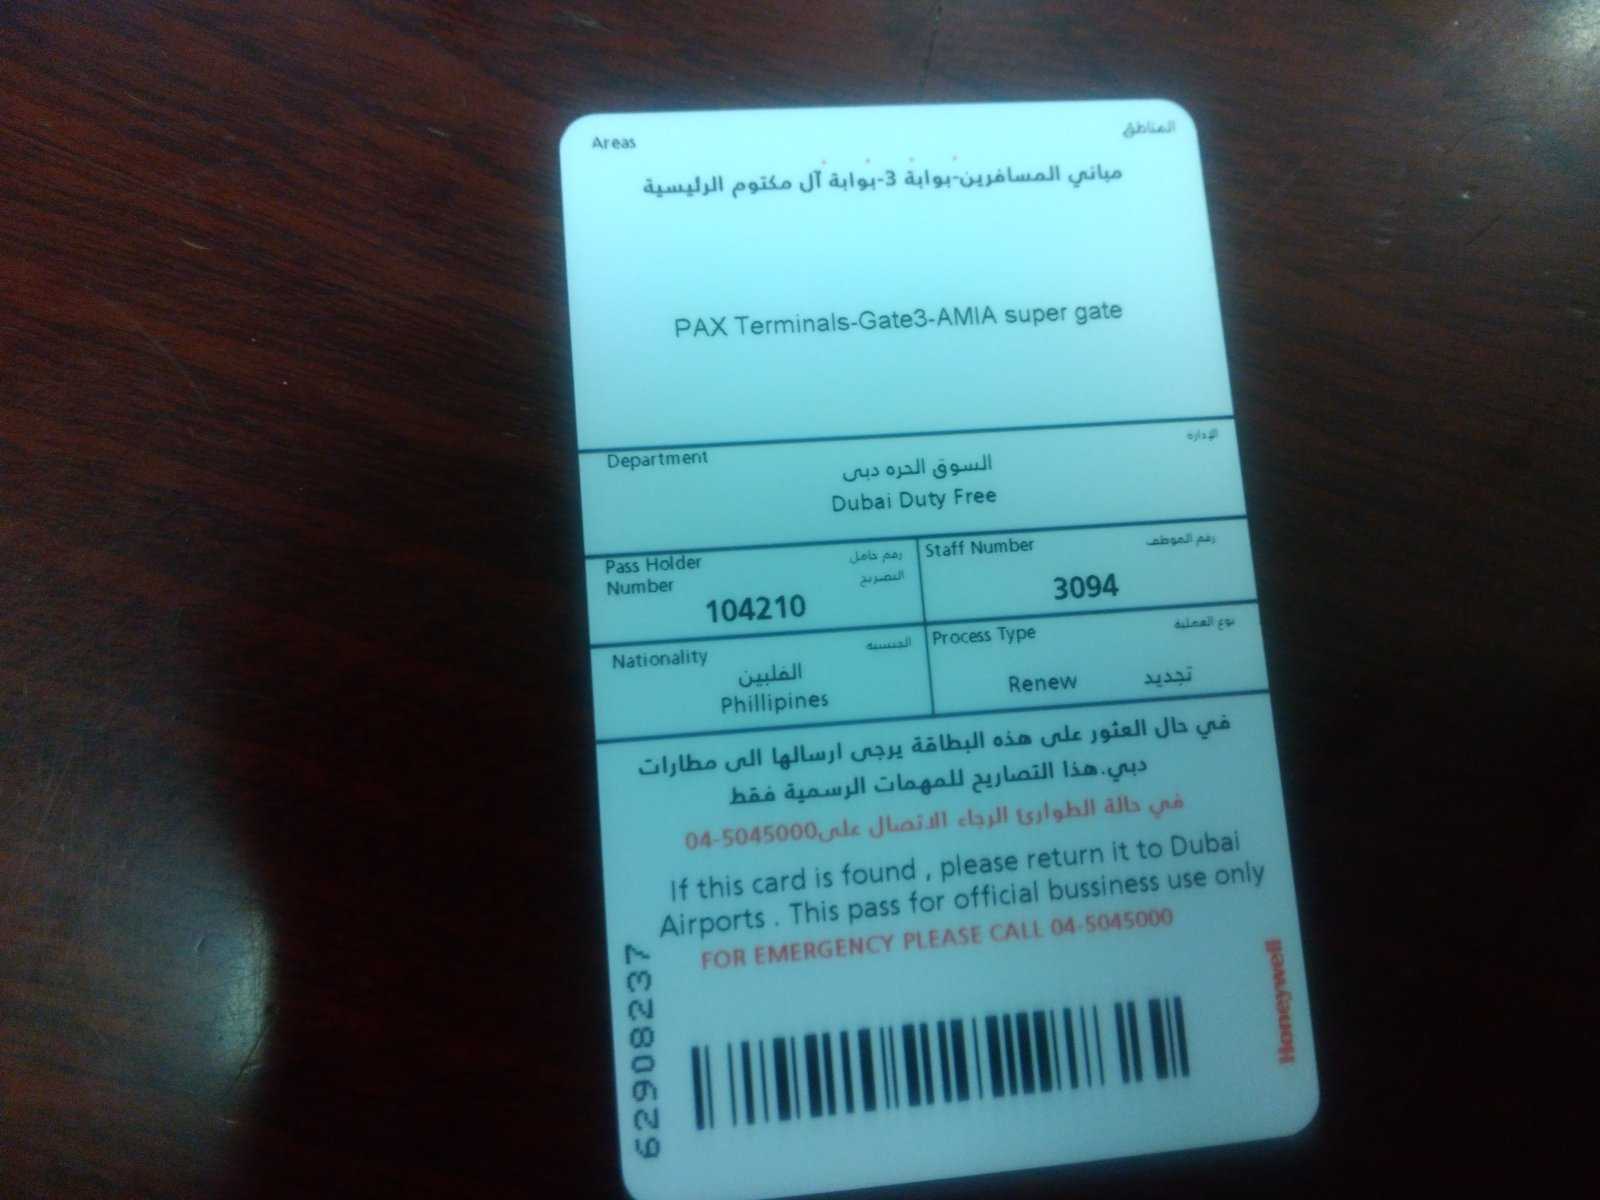 Areas
المناطق
مباني المسافرين-بوابة 3-بوابة آل مكتوم الرئيسية
PAX Terminals-Gate3-AMIA super gate
Department
الإدارة
السوق الحره دبى
Dubai Duty Free
Pass Holder
Number
رقم حامل
التصريح
104210
Staff Number
رقم الموظف
3094
Nationality
الجنسيه
الفلبين
Phillipines
Process Type
نوع العملية
Renew
تجديد
في حال العثور على هذه البطاقة يرجى ارسالها الى مطارات
دبي.هذا التصاريح للمهمات الرسمية فقط
في حالة الطوارئ الرجاء الاتصال على04-5045000
If this card is found , please return it to Dubai
Airports . This pass for official bussiness use only
FOR EMERGENCY PLEASE CALL 04-5045000
62908237
Honeywell